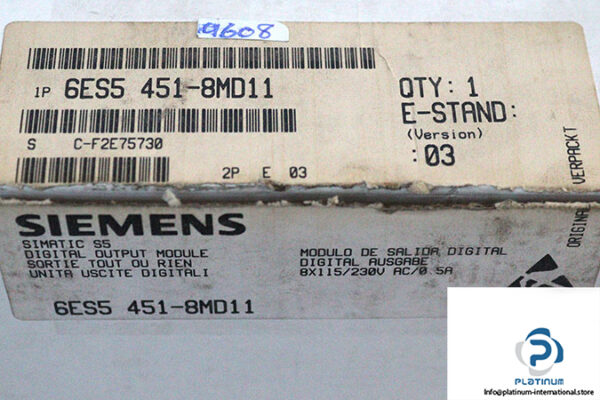 9608
1P 6ES5 451-8MD11
QTY: 1
E-STAND:
(Version)
: 03
S C-F2E75730
2P E 03
ORIGINAL VERPACKT
SIEMENS
SIMATIC S5
DIGITAL OUTPUT MODULE
SORTIE TOUT OU RIEN
UNITA USCITE DIGITALI
MODULO DE SALIDA DIGITAL
DIGITAL AUSGABE
8X115/230V AC/0.5A
6ES5 451-8MD11
PLATINUM
Info@platinum-international.store